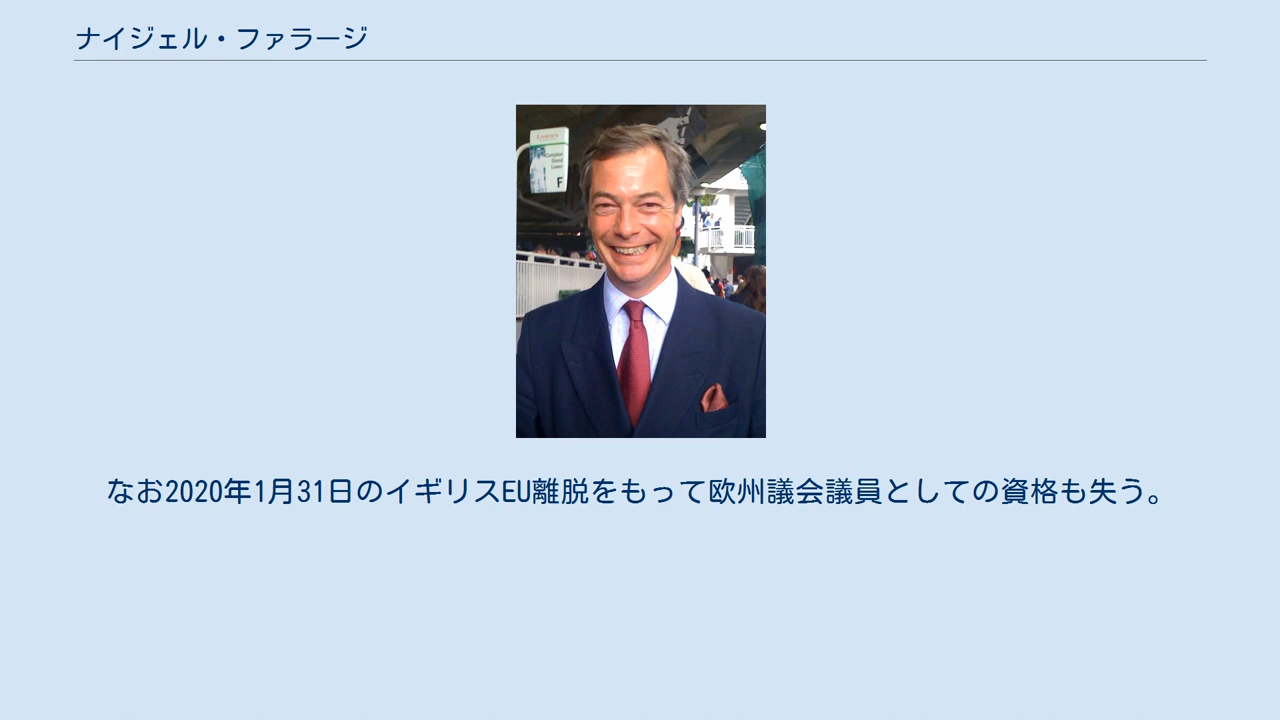 ナイジェル・ファラージ
F
なお2020年1月31日のイギリスEU離脱をもって欧州議会議員としての資格も失う。